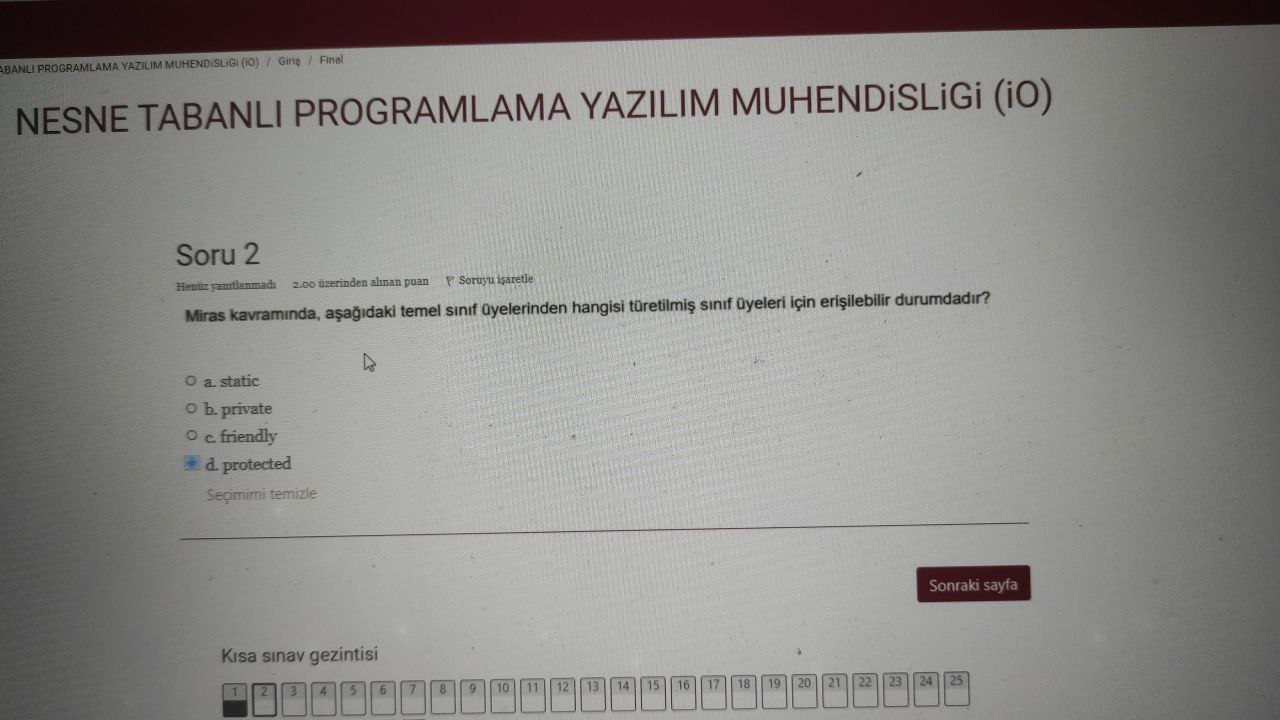 ABANLI PROGRAMLAMA YAZILIM MUHENDiSLiGi (iO) / Giriş / Final
NESNE TABANLI PROGRAMLAMA YAZILIM MUHENDiSLiGi (iO)
Soru 2
Henüz yanıtlanmadı 2.00 üzerinden alınan puan Soruyu işaretle
Miras kavramında, aşağıdaki temel sınıf üyelerinden hangisi türetilmiş sınıf üyeleri için erişilebilir durumdadır?
a. static
b. private
c. friendly
d. protected
Seçimimi temizle
Sonraki sayfa
Kısa sınav gezintisi
1 2 3 4 5 6 7 8 9 10 11 12 13 14 15 16 17 18 19 20 21 22 23 24 25